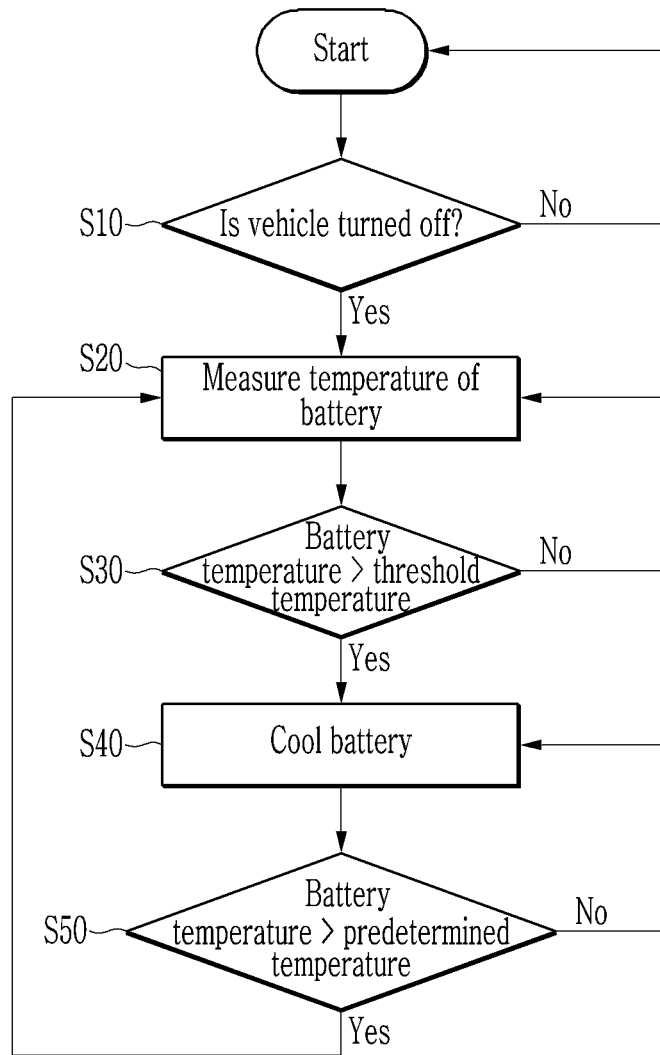 Start
S10
Is vehicle turned off?
No
Yes
S20
Measure temperature of
battery
S30
Battery
temperature > threshold
temperature
No
Yes
S40
Cool battery
S50
Battery
temperature > predetermined
temperature
No
Yes